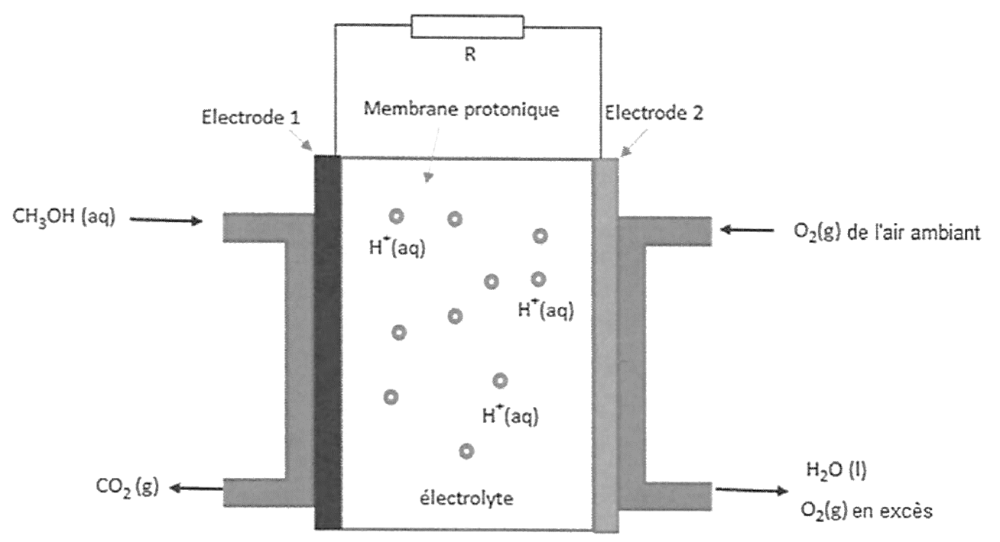 R
Membrane protonique
Electrode 1
Electrode 2
CH₃OH (aq)
H⁺(aq)
O₂(g) de l'air ambiant
H⁺(aq)
H⁺(aq)
CO₂ (g)
électrolyte
H₂O (l)
O₂(g) en excès